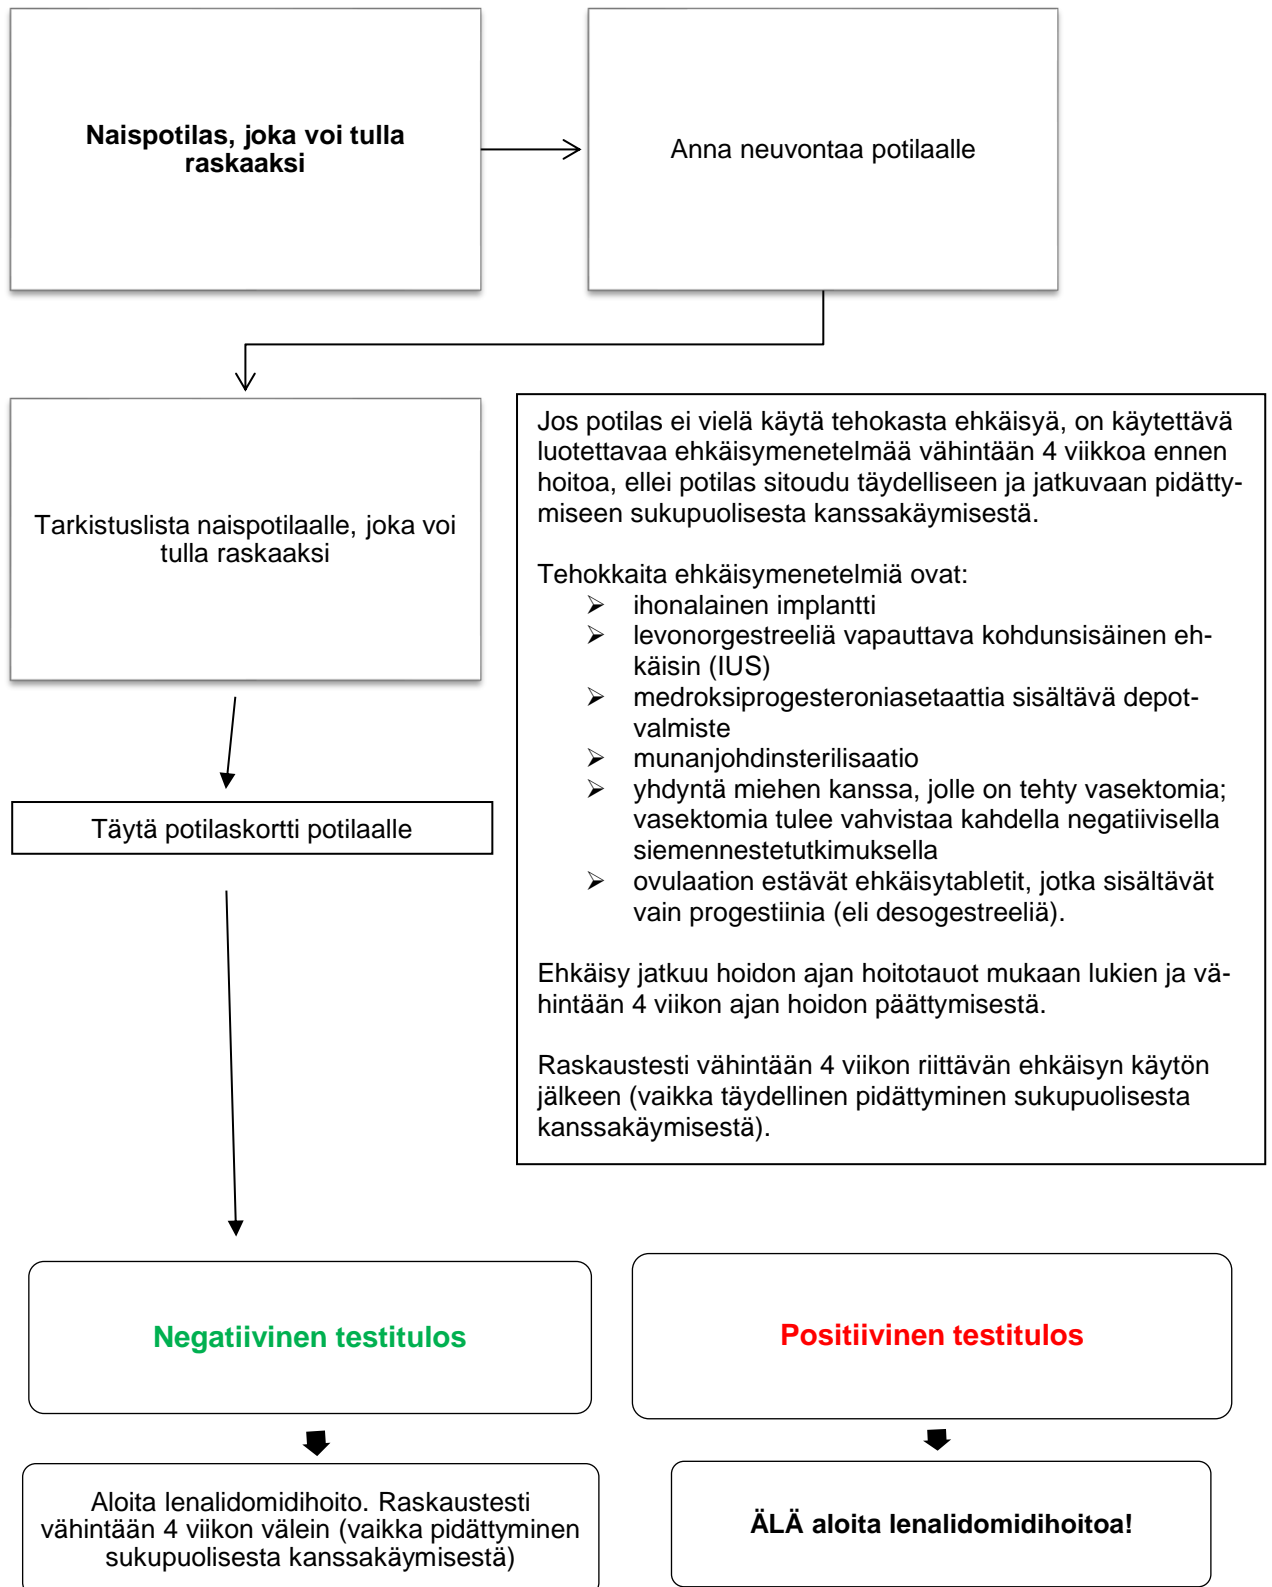 Naispotilas, joka voi tulla
raskaaksi
Anna neuvontaa potilaalle
Tarkistuslista naispotilaalle, joka voi
tulla raskaaksi
Jos potilas ei vielä käytä tehokasta ehkäisyä, on käytettävä
luotettavaa ehkäisymenetelmää vähintään 4 viikkoa ennen
hoitoa, ellei potilas sitoudu täydelliseen ja jatkuvaan pidätty-
miseen sukupuolisesta kanssakäymisestä.
Tehokkaita ehkäisymenetelmiä ovat:
➢ ihonalainen implantti
➢ levonorgestreeliä vapauttava kohdunsisäinen eh-
käisin (IUS)
➢ medroksiprogesteroniasetaattia sisältävä depot-
valmiste
➢ munanjohdinsterilisaatio
➢ yhdyntä miehen kanssa, jolle on tehty vasektomia;
vasektomia tulee vahvistaa kahdella negatiivisella
siemennestetutkimuksella
➢ ovulaation estävät ehkäisytabletit, jotka sisältävät
vain progestiinia (eli desogestreeliä).
Ehkäisy jatkuu hoidon ajan hoitotauot mukaan lukien ja vä-
hintään 4 viikon ajan hoidon päättymisestä.
Raskaustesti vähintään 4 viikon riittävän ehkäisyn käytön
jälkeen (vaikka täydellinen pidättyminen sukupuolisesta
kanssakäymisestä).
Täytä potilaskortti potilaalle
Negatiivinen testitulos
Positiivinen testitulos
Aloita lenalidomidihoito. Raskaustesti
vähintään 4 viikon välein (vaikka pidättyminen
sukupuolisesta kanssakäymisestä)
ÄLÄ aloita lenalidomidihoitoa!